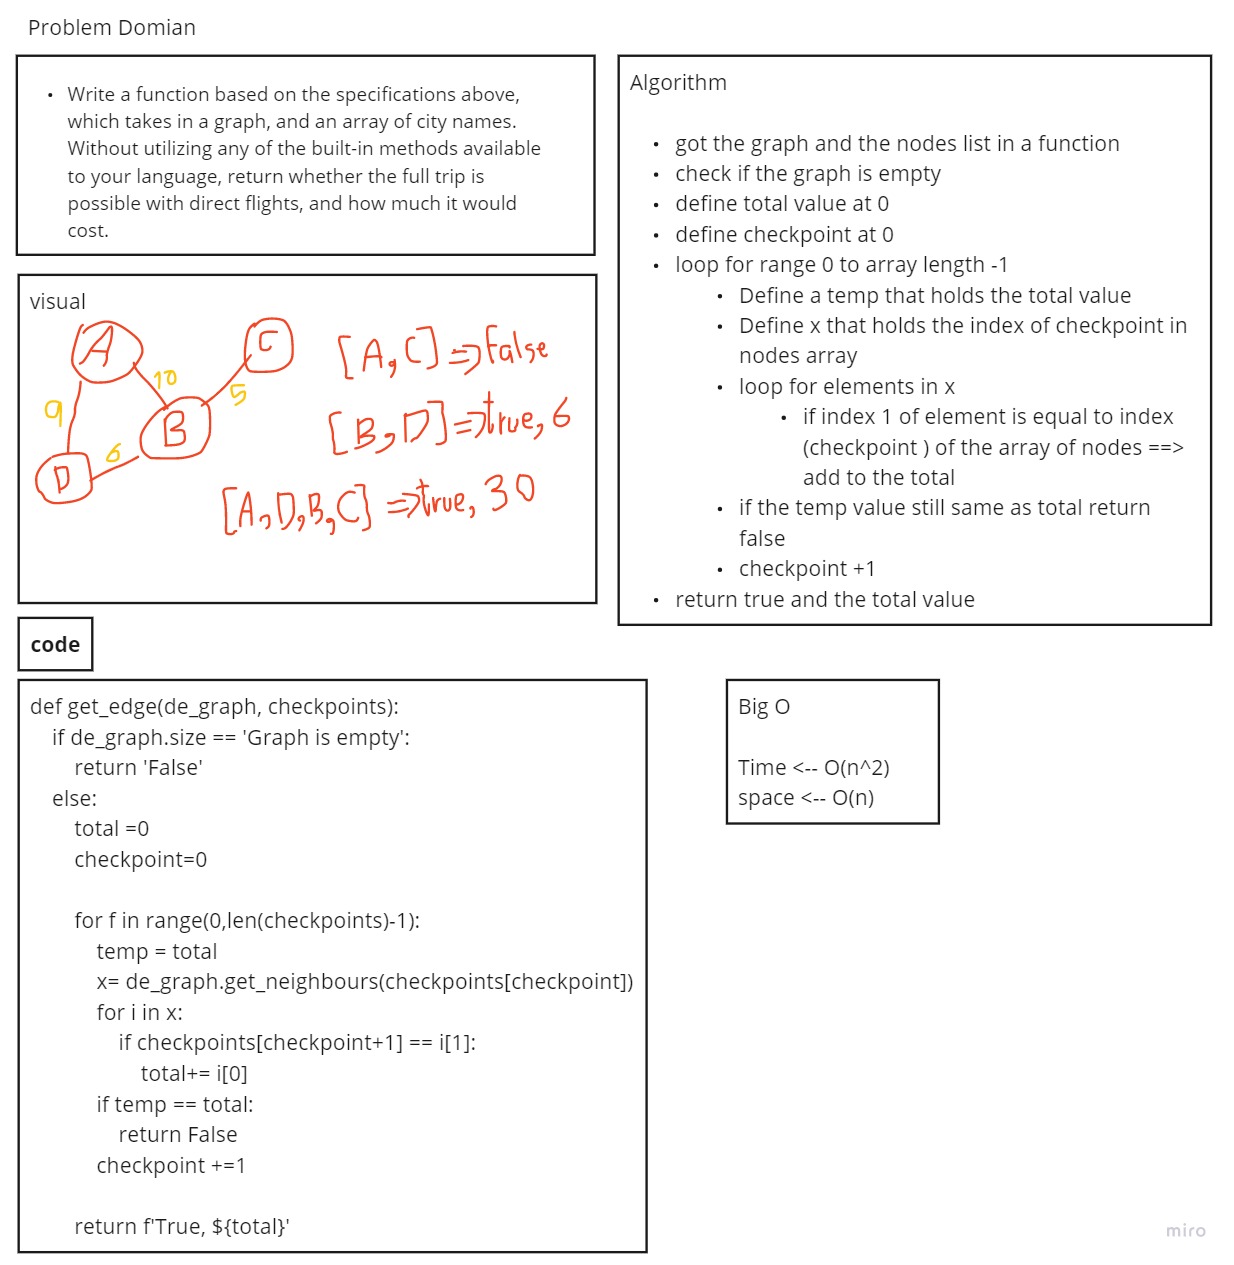 Problem Domian
• Write a function based on the specifications above,
which takes in a graph, and an array of city names.
Without utilizing any of the built-in methods available
to your language, return whether the full trip is
possible with direct flights, and how much it would
cost.
visual
A
C
10
5
9
B
6
D
[A,C] => False
[B,D] => true, 6
[A,D,B,C] => true, 30
Algorithm
• got the graph and the nodes list in a function
• check if the graph is empty
• define total value at 0
• define checkpoint at 0
• loop for range 0 to array length -1
• Define a temp that holds the total value
• Define x that holds the index of checkpoint in
nodes array
• loop for elements in x
• if index 1 of element is equal to index
(checkpoint ) of the array of nodes ==>
add to the total
• if the temp value still same as total return
false
• checkpoint +1
• return true and the total value
code
def get_edge(de_graph, checkpoints):
if de_graph.size == 'Graph is empty':
return 'False'
else:
total =0
checkpoint=0
for f in range(0,len(checkpoints)-1):
temp = total
x= de_graph.get_neighbours(checkpoints[checkpoint])
for i in x:
if checkpoints[checkpoint+1] == i[1]:
total+= i[0]
if temp == total:
return False
checkpoint +=1
return f'True, ${total}'
Big O
Time <-- O(n^2)
space <-- O(n)
miro